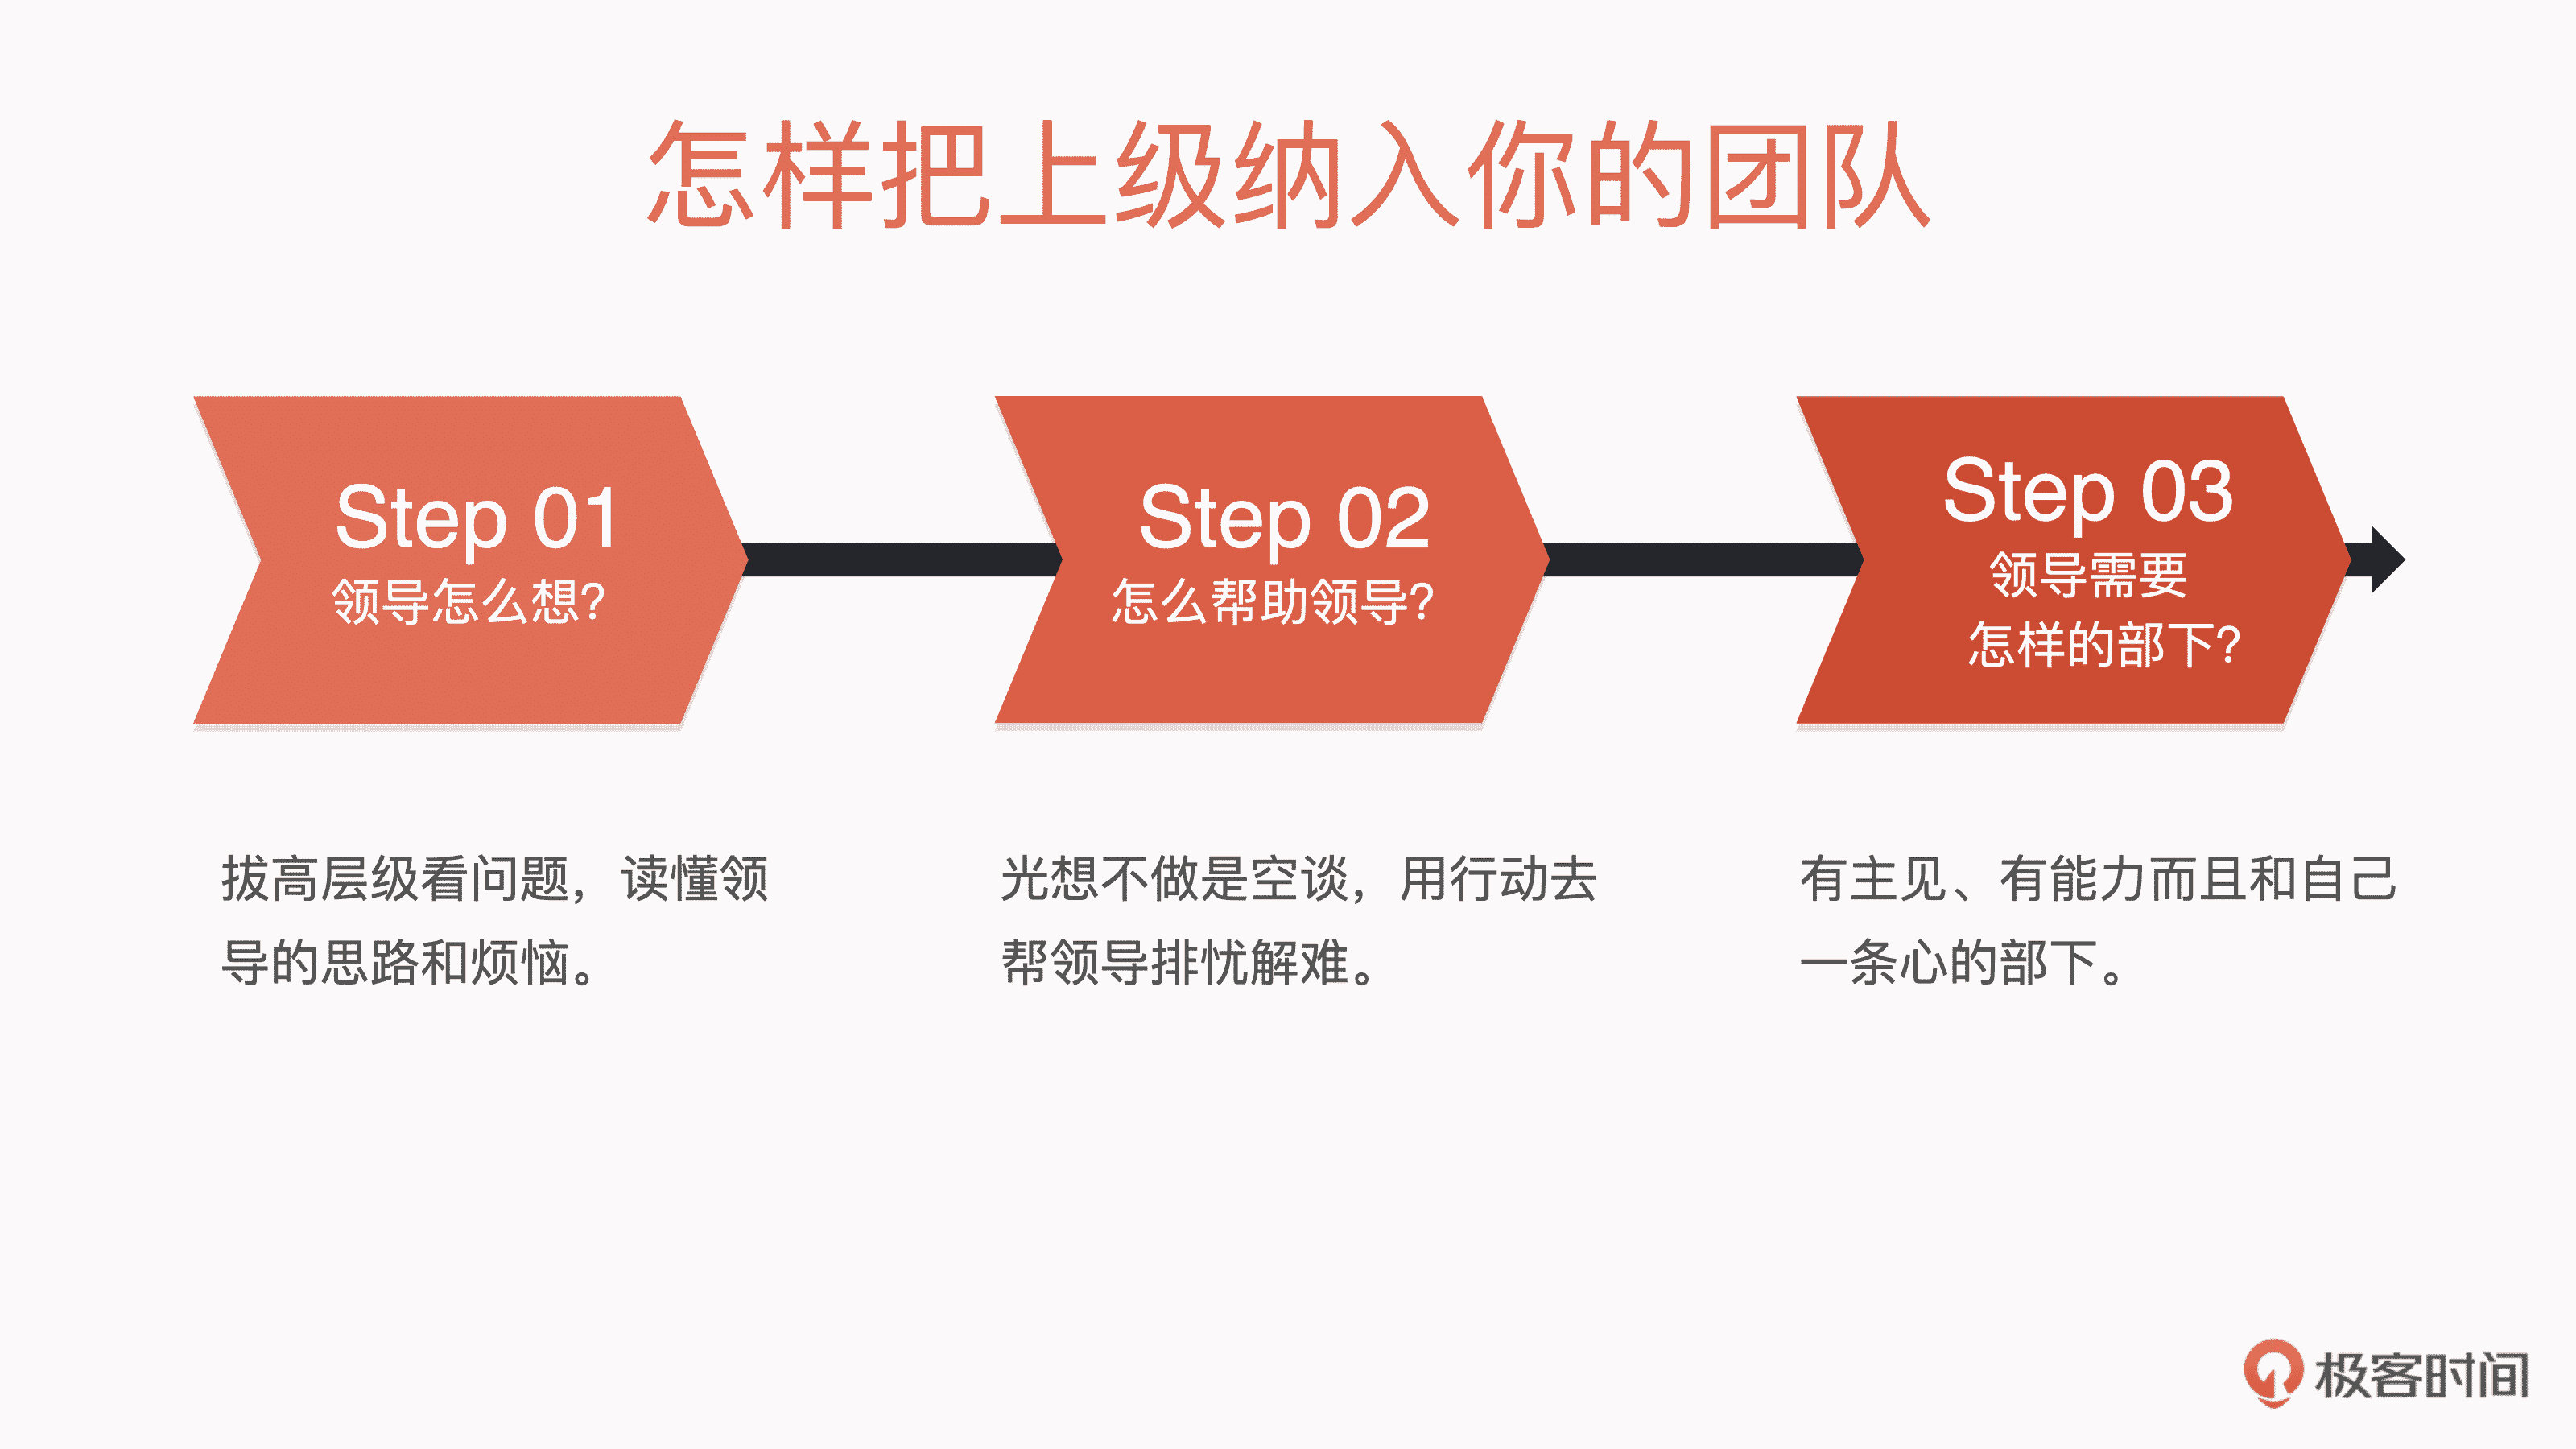 怎样把上级纳入你的团队
Step 01
领导怎么想?
Step 02
怎么帮助领导?
Step 03
领导需要
怎样的部下?
拔高层级看问题，读懂领
导的思路和烦恼。
光想不做是空谈，用行动去
帮领导排忧解难。
有主见、有能力而且和自己
一条心的部下。
极客时间